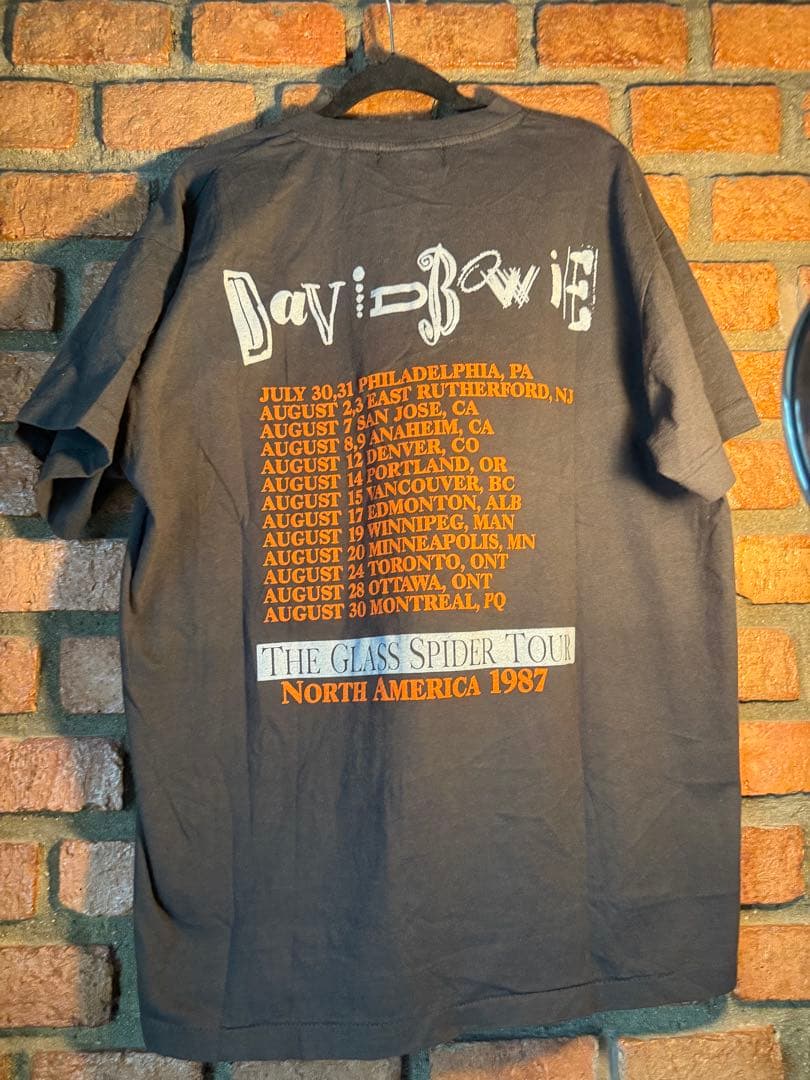 DaViD BoWiE
JULY 30,31 PHILADELPHIA, PA
AUGUST 2,3 EAST RUTHERFORD, NJ
AUGUST 7 SAN JOSE, CA
AUGUST 8,9 ANAHEIM, CA
AUGUST 12 DENVER, CO
AUGUST 14 PORTLAND, OR
AUGUST 15 VANCOUVER, BC
AUGUST 17 EDMONTON, ALB
AUGUST 19 WINNIPEG, MAN
AUGUST 20 MINNEAPOLIS, MN
AUGUST 24 TORONTO, ONT
AUGUST 28 OTTAWA, ONT
AUGUST 30 MONTREAL, PQ
THE GLASS SPIDER TOUR
NORTH AMERICA 1987